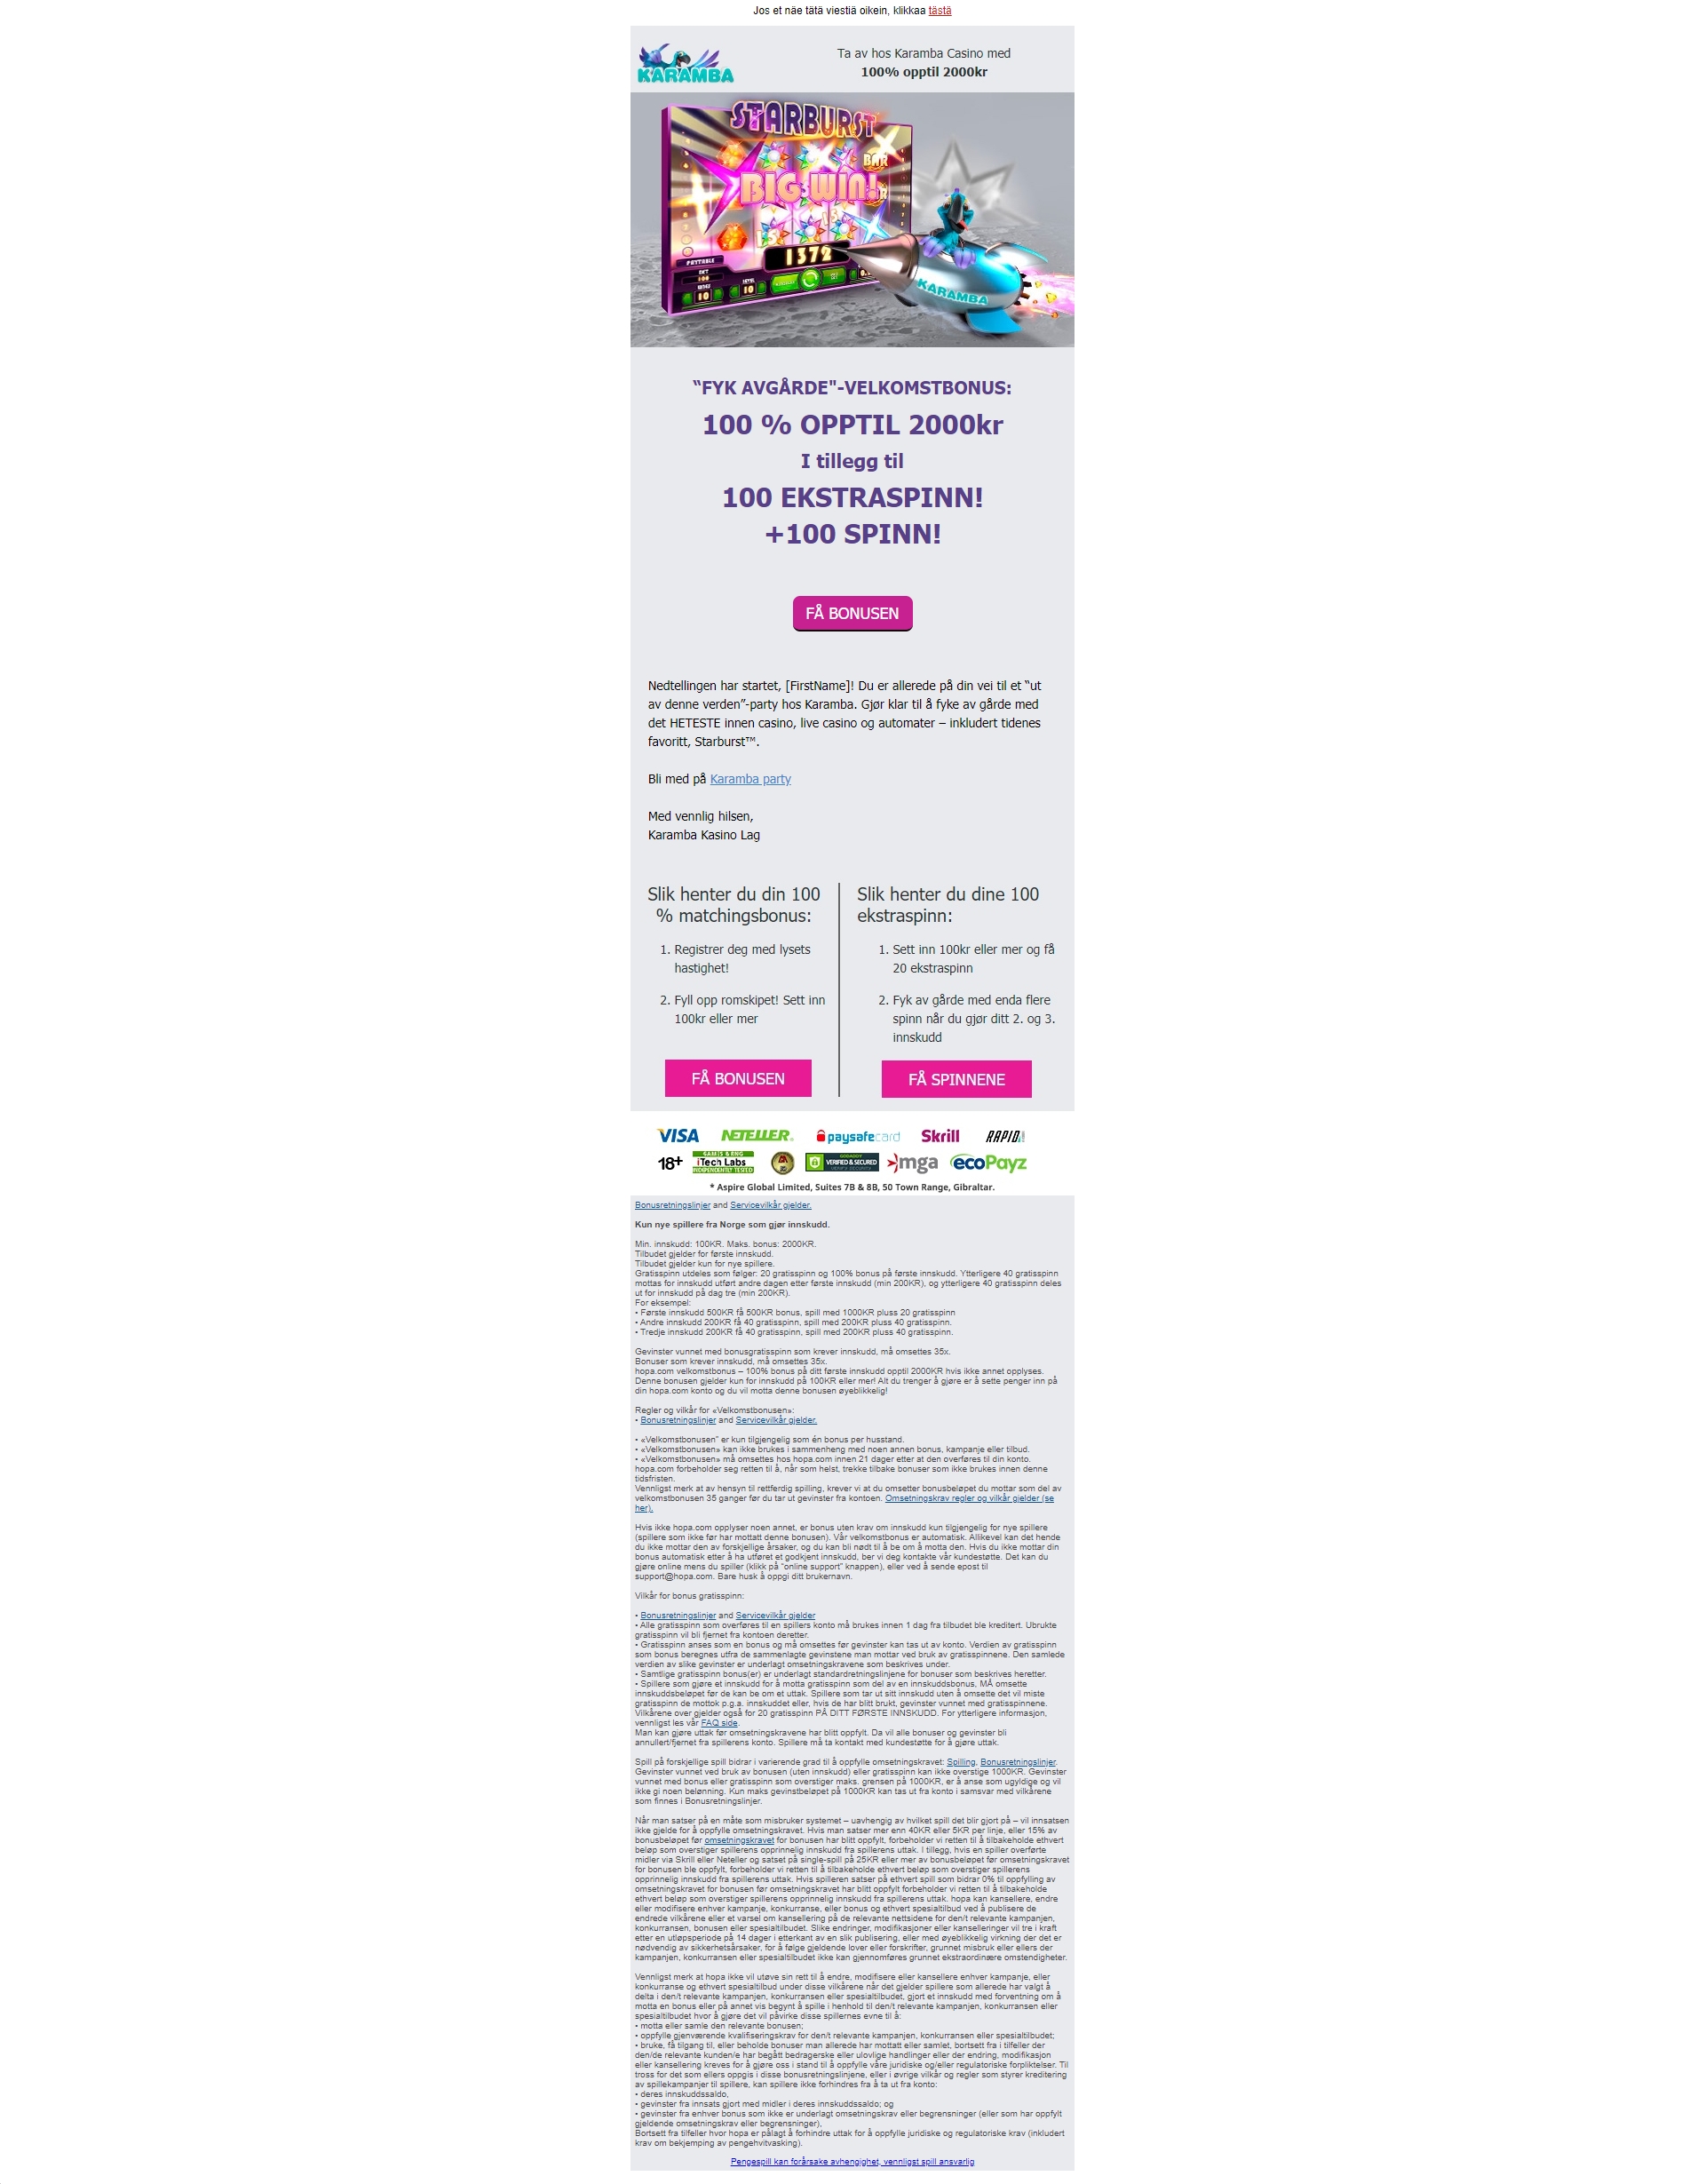 Jos et näe tätä viestiä oikein, klikkaa tästä
KARAMBA
Ta av hos Karamba Casino med
100% opptil 2000kr
STARBURST
BAR
BIG WIN!
1372
PAYTABLE
BET
LEVEL
10
10
KARAMBA
“FYK AVGÅRDE"-VELKOMSTBONUS:
100 % OPPTIL 2000kr
I tillegg til
100 EKSTRASPINN!
+100 SPINN!
FÅ BONUSEN
Nedtellingen har startet, [FirstName]! Du er allerede på din vei til et “ut
av denne verden”-party hos Karamba. Gjør klar til å fyke av gårde med
det HETESTE innen casino, live casino og automater – inkludert tidenes
favoritt, Starburst™.
Bli med på Karamba party
Med vennlig hilsen,
Karamba Kasino Lag
Slik henter du din 100
% matchingsbonus:
1. Registrer deg med lysets
hastighet!
2. Fyll opp romskipet! Sett inn
100kr eller mer
FÅ BONUSEN
Slik henter du dine 100
ekstraspinn:
1. Sett inn 100kr eller mer og få
20 ekstraspinn
2. Fyk av gårde med enda flere
spinn når du gjør ditt 2. og 3.
innskudd
FÅ SPINNENE
VISA NETELLER. paysafecard Skrill RAPID!
18+ GAMES & RNG iTech Labs INDEPENDENTLY TESTED GODADDY VERIFIED & SECURED VERIFY SECURITY mga ecoPayz
* Aspire Global Limited, Suites 7B & 8B, 50 Town Range, Gibraltar.
Bonusretningslinjer and Servicevilkår gjelder.
Kun nye spillere fra Norge som gjør innskudd.
Min. innskudd: 100KR. Maks. bonus: 2000KR.
Tilbudet gjelder for første innskudd.
Tilbudet gjelder kun for nye spillere.
Gratisspinn utdeles som følger: 20 gratisspinn og 100% bonus på første innskudd. Ytterligere 40 gratisspinn
mottas for innskudd utført andre dagen etter første innskudd (min 200KR), og ytterligere 40 gratisspinn deles
ut for innskudd på dag tre (min 200KR).
For eksempel:
• Første innskudd 500KR få 500KR bonus, spill med 1000KR pluss 20 gratisspinn
• Andre innskudd 200KR få 40 gratisspinn, spill med 200KR pluss 40 gratisspinn.
• Tredje innskudd 200KR få 40 gratisspinn, spill med 200KR pluss 40 gratisspinn.
Gevinster vunnet med bonusgratisspinn som krever innskudd, må omsettes 35x.
Bonuser som krever innskudd, må omsettes 35x.
hopa.com velkomstbonus – 100% bonus på ditt første innskudd opptil 2000KR hvis ikke annet opplyses.
Denne bonusen gjelder kun for innskudd på 100KR eller mer! Alt du trenger å gjøre er å sette penger inn på
din hopa.com konto og du vil motta denne bonusen øyeblikkelig!
Regler og vilkår for «Velkomstbonusen»:
• Bonusretningslinjer and Servicevilkår gjelder.
• «Velkomstbonusen” er kun tilgjengelig som én bonus per husstand.
• «Velkomstbonusen» kan ikke brukes i sammenheng med noen annen bonus, kampanje eller tilbud.
• «Velkomstbonusen» må omsettes hos hopa.com innen 21 dager etter at den overføres til din konto.
hopa.com forbeholder seg retten til å, når som helst, trekke tilbake bonuser som ikke brukes innen denne
tidsfristen.
Vennligst merk at av hensyn til rettferdig spilling, krever vi at du omsetter bonusbeløpet du mottar som del av
velkomstbonusen 35 ganger før du tar ut gevinster fra kontoen. Omsetningskrav regler og vilkår gjelder (se
her).
Hvis ikke hopa.com opplyser noen annet, er bonus uten krav om innskudd kun tilgjengelig for nye spillere
(spillere som ikke før har mottatt denne bonusen). Vår velkomstbonus er automatisk. Allikevel kan det hende
du ikke mottar den av forskjellige årsaker, og du kan bli nødt til å be om å motta den. Hvis du ikke mottar din
bonus automatisk etter å ha utføret et godkjent innskudd, ber vi deg kontakte vår kundestøtte. Det kan du
gjøre online mens du spiller (klikk på “online support” knappen), eller ved å sende epost til
support@hopa.com. Bare husk å oppgi ditt brukernavn.
Vilkår for bonus gratisspinn:
• Bonusretningslinjer and Servicevilkår gjelder
• Alle gratisspinn som overføres til en spillers konto må brukes innen 1 dag fra tilbudet ble kreditert. Ubrukte
gratisspinn vil bli fjernet fra kontoen deretter.
• Gratisspinn anses som en bonus og må omsettes før gevinster kan tas ut av konto. Verdien av gratisspinn
som bonus beregnes utfra de sammenlagte gevinstene man mottar ved bruk av gratisspinnene. Den samlede
verdien av slike gevinster er underlagt omsetningskravene som beskrives under.
• Samtlige gratisspinn bonus(er) er underlagt standardretningslinjene for bonuser som beskrives heretter.
• Spillere som gjøre et innskudd for å motta gratisspinn som del av en innskuddsbonus, MÅ omsette
innskuddsbeløpet før de kan be om et uttak. Spillere som tar ut sitt innskudd uten å omsette det vil miste
gratisspinn de mottok p.g.a. innskuddet eller, hvis de har blitt brukt, gevinster vunnet med gratisspinnene.
Vilkårene over gjelder også for 20 gratisspinn PÅ DITT FØRSTE INNSKUDD. For ytterligere informasjon,
vennligst les vår FAQ side.
Man kan gjøre uttak før omsetningskravene har blitt oppfylt. Da vil alle bonuser og gevinster bli
annullert/fjernet fra spillerens konto. Spillere må ta kontakt med kundestøtte for å gjøre uttak.
Spill på forskjellige spill bidrar i varierende grad til å oppfylle omsetningskravet: Spilling, Bonusretningslinjer.
Gevinster vunnet ved bruk av bonusen (uten innskudd) eller gratisspinn kan ikke overstige 1000KR. Gevinster
vunnet med bonus eller gratisspinn som overstiger maks. grensen på 1000KR, er å anse som ugyldige og vil
ikke gi noen belønning. Kun maks gevinstbeløpet på 1000KR kan tas ut fra konto i samsvar med vilkårene
som finnes i Bonusretningslinjer.
Når man satser på en måte som misbruker systemet – uavhengig av hvilket spill det blir gjort på – vil innsatsen
ikke gjelde for å oppfylle omsetningskravet. Hvis man satser mer enn 40KR eller 5KR per linje, eller 15% av
bonusbeløpet før omsetningskravet for bonusen har blitt oppfylt, forbeholder vi retten til å tilbakeholde ethvert
beløp som overstiger spillerens opprinnelig innskudd fra spillerens uttak. I tillegg, hvis en spiller overførte
midler via Skrill eller Neteller og satset på single-spill på 25KR eller mer av bonusbeløpet før omsetningskravet
for bonusen ble oppfylt, forbeholder vi retten til å tilbakeholde ethvert beløp som overstiger spillerens
opprinnelig innskudd fra spillerens uttak. Hvis spilleren satser på ethvert spill som bidrar 0% til oppfylling av
omsetningskravet for bonusen før omsetningskravet har blitt oppfylt forbeholder vi retten til å tilbakeholde
ethvert beløp som overstiger spillerens opprinnelig innskudd fra spillerens uttak. hopa kan kansellere, endre
eller modifisere enhver kampanje, konkurranse, eller bonus og ethvert spesialtilbud ved å publisere de
endrede vilkårene eller et varsel om kansellering på de relevante nettsidene for den/t relevante kampanjen,
konkurransen, bonusen eller spesialtilbudet. Slike endringer, modifikasjoner eller kanselleringer vil tre i kraft
etter en utløpsperiode på 14 dager i etterkant av en slik publisering, eller med øyeblikkelig virkning der det er
nødvendig av sikkerhetsårsaker, for å følge gjeldende lover eller forskrifter, grunnet misbruk eller ellers der
kampanjen, konkurransen eller spesialtilbudet ikke kan gjennomføres grunnet ekstraordinære omstendigheter.
Vennligst merk at hopa ikke vil utøve sin rett til å endre, modifisere eller kansellere enhver kampanje, eller
konkurranse og ethvert spesialtilbud under disse vilkårene når det gjelder spillere som allerede har valgt å
delta i den/t relevante kampanjen, konkurransen eller spesialtilbudet, gjort et innskudd med forventning om å
motta en bonus eller på annet vis begynt å spille i henhold til den/t relevante kampanjen, konkurransen eller
spesialtilbudet hvor å gjøre det vil påvirke disse spillernes evne til å:
• motta eller samle den relevante bonusen;
• oppfylle gjenværende kvalifiseringskrav for den/t relevante kampanjen, konkurransen eller spesialtilbudet;
• bruke, få tilgang til, eller beholde bonuser man allerede har mottatt eller samlet, bortsett fra i tilfeller der
den/de relevante kunden/e har begått bedragerske eller ulovlige handlinger eller der endring, modifikasjon
eller kansellering kreves for å gjøre oss i stand til å oppfylle våre juridiske og/eller regulatoriske forpliktelser. Til
tross for det som ellers oppgis i disse bonusretningslinjene, eller i øvrige vilkår og regler som styrer kreditering
av spillekampanjer til spillere, kan spillere ikke forhindres fra å ta ut fra konto:
• deres innskuddssaldo,
• gevinster fra innsats gjort med midler i deres innskuddssaldo; og
• gevinster fra enhver bonus som ikke er underlagt omsetningskrav eller begrensninger (eller som har oppfylt
gjeldende omsetningskrav eller begrensninger),
Bortsett fra tilfeller hvor hopa er pålagt å forhindre uttak for å oppfylle juridiske og regulatoriske krav (inkludert
krav om bekjemping av pengehvitvasking).
Pengespill kan forårsake avhengighet, vennligst spill ansvarlig